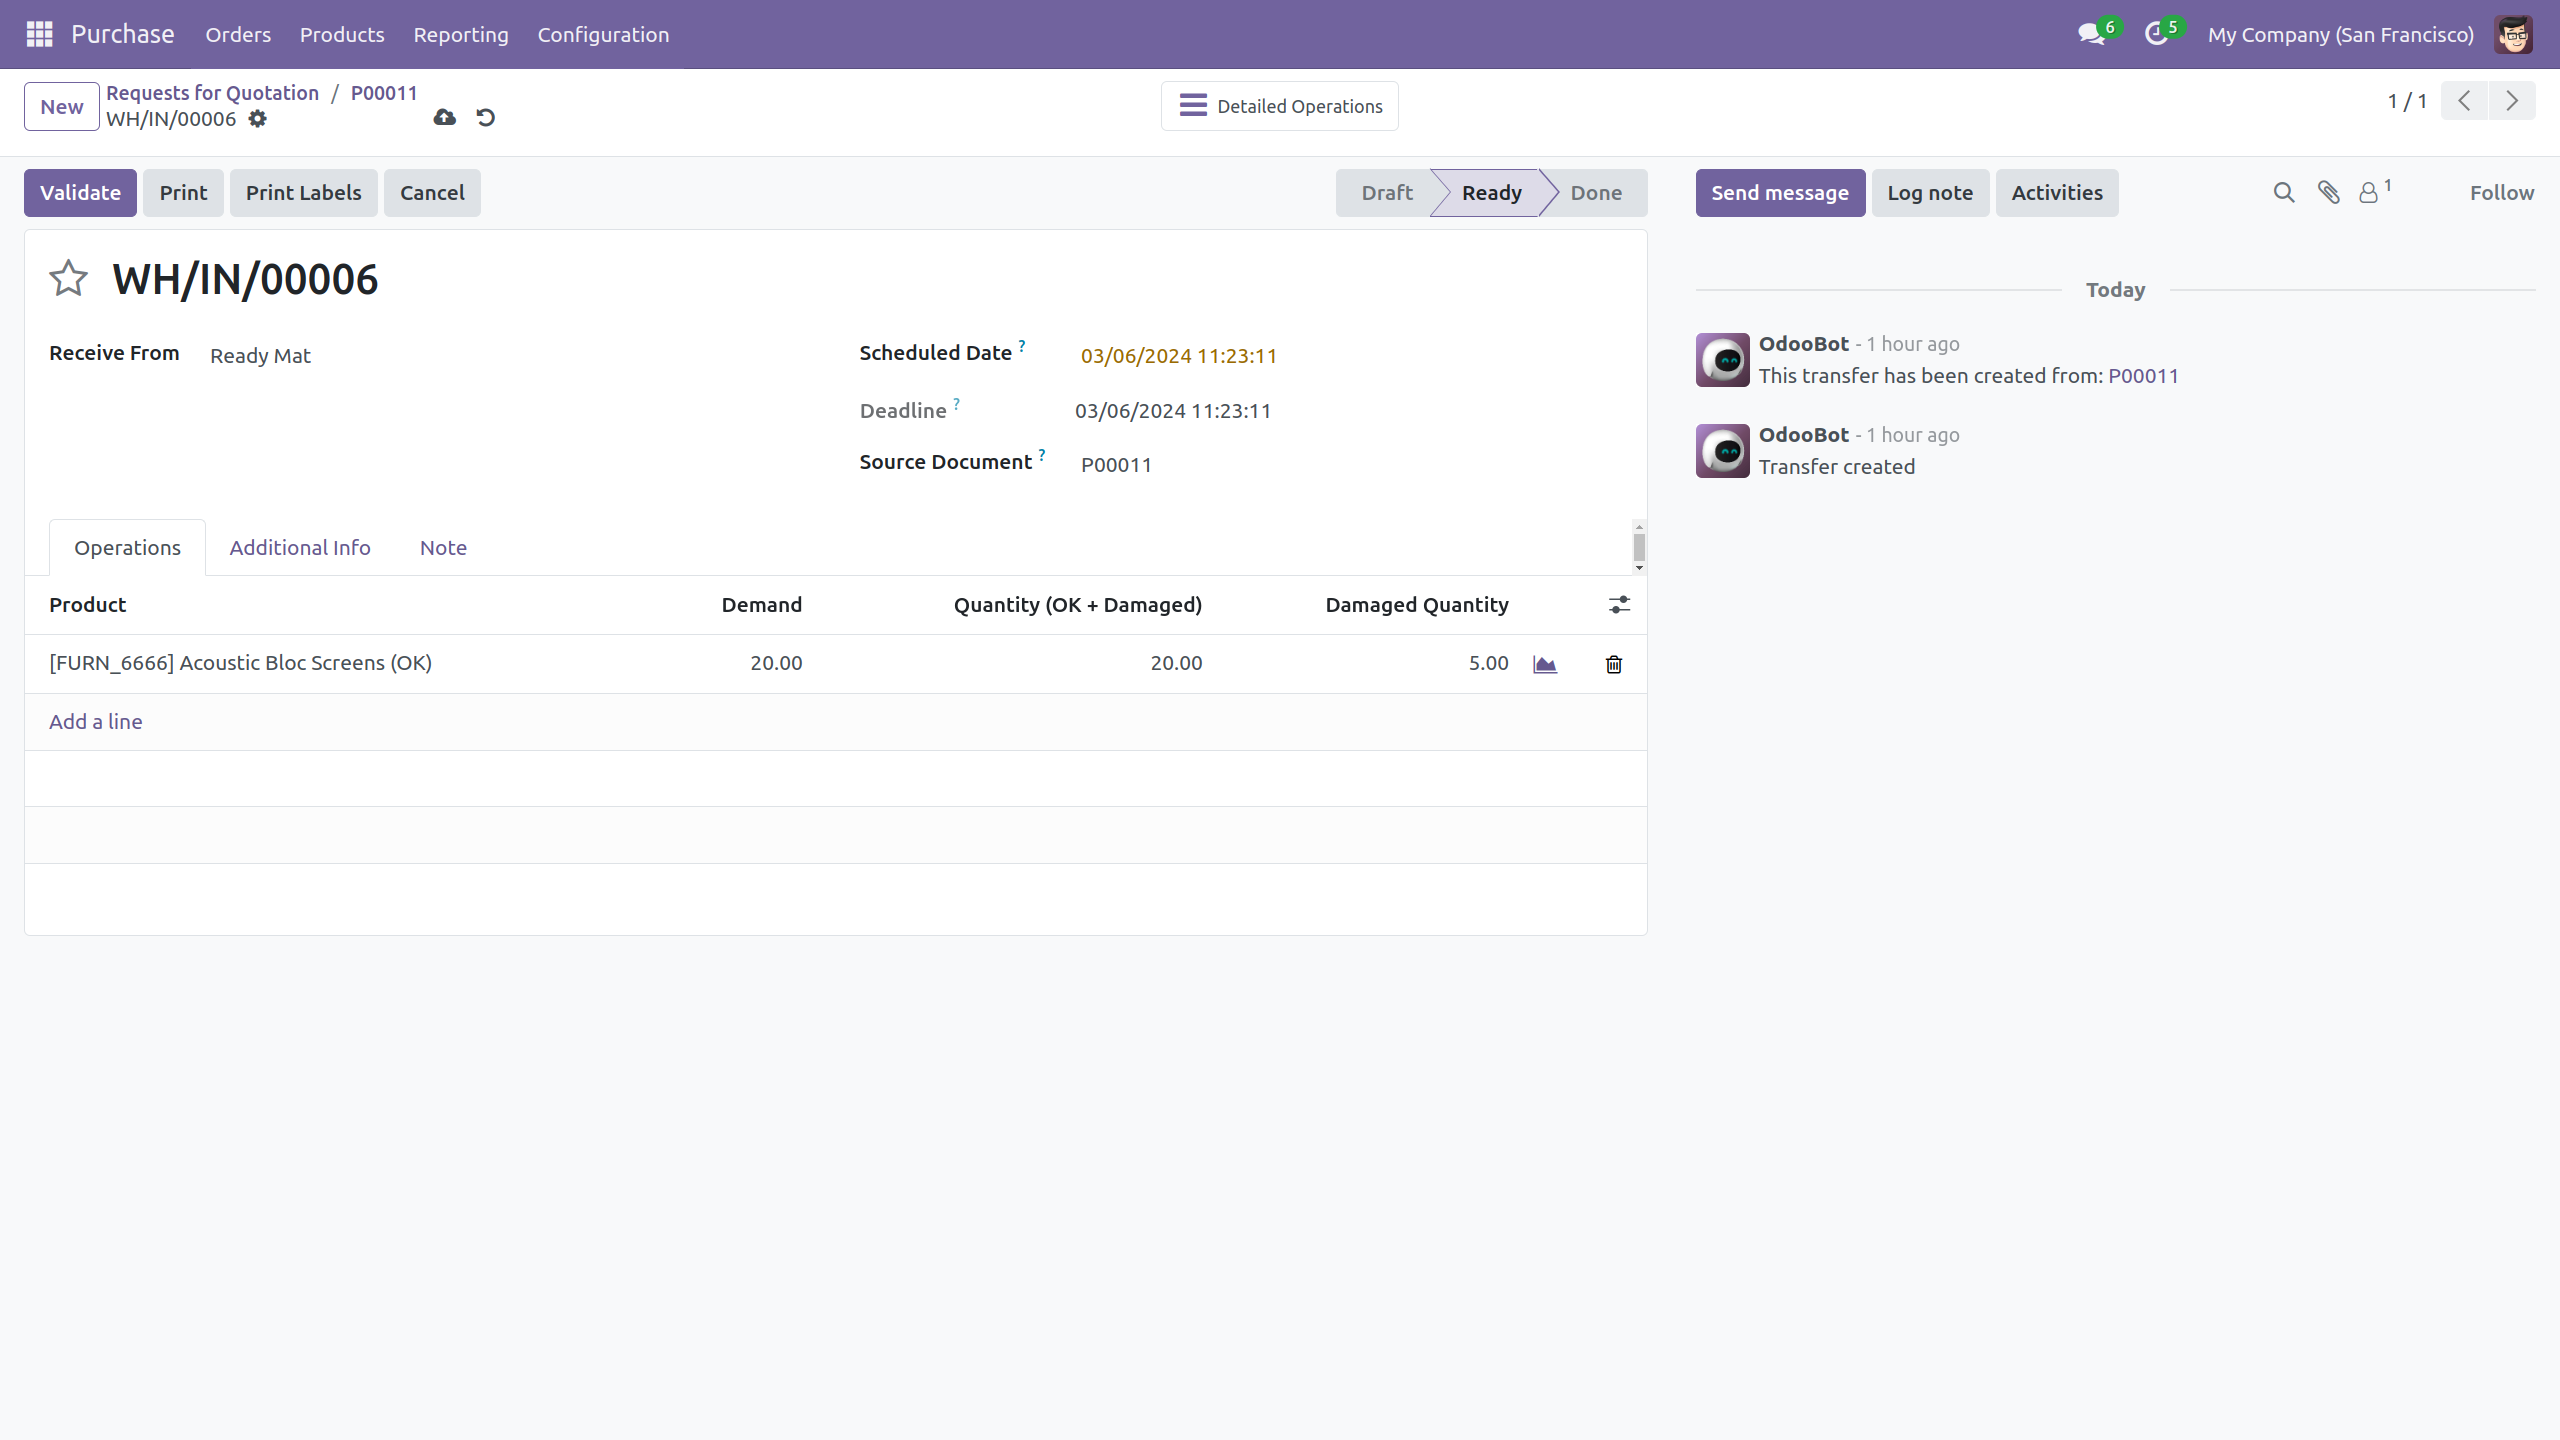 Purchase Orders Products Reporting Configuration 6 5 My Company (San Francisco)
New Requests for Quotation / P00011
WH/IN/00006
Detailed Operations
1 / 1
Validate Print Print Labels Cancel Draft Ready Done
Send message Log note Activities 1 Follow
WH/IN/00006
Receive From Ready Mat
Scheduled Date ? 03/06/2024 11:23:11
Deadline ? 03/06/2024 11:23:11
Source Document ? P00011
Operations Additional Info Note
Product Demand Quantity (OK + Damaged) Damaged Quantity
[FURN_6666] Acoustic Bloc Screens (OK) 20.00 20.00 5.00
Add a line
Today
OdooBot - 1 hour ago
This transfer has been created from: P00011
OdooBot - 1 hour ago
Transfer created